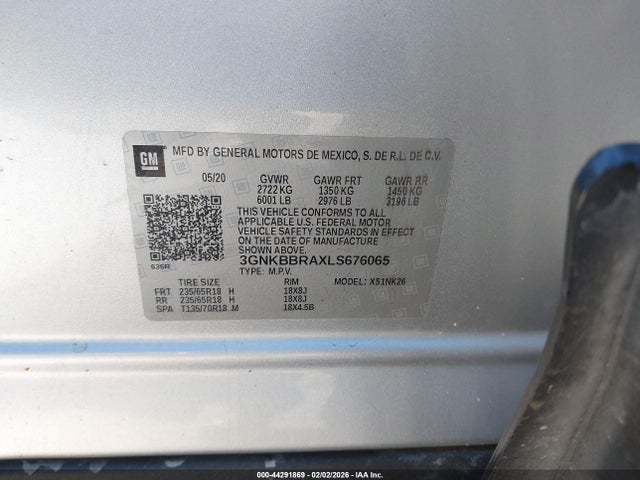 GM
MFD BY GENERAL MOTORS DE MEXICO, S. DE R.L. DE C.V.
05/20 GVWR GAWR FRT GAWR RR
2722 KG 1350 KG 1450 KG
6001 LB 2976 LB 3196 LB
THIS VEHICLE CONFORMS TO ALL
APPLICABLE U.S. FEDERAL MOTOR
VEHICLE SAFETY STANDARDS IN EFFECT
ON THE DATE OF MANUFACTURE
SHOWN ABOVE.
3GNKBBRAXLS676065
635R
TYPE: M.P.V. MODEL: X51NK26
TIRE SIZE RIM
FRT 235/65R18 H 18X8J
RR 235/65R18 H 18X8J
SPA T135/70R18 M 18X4.5B
000-44291869 - 02/02/2026 - IAA Inc.